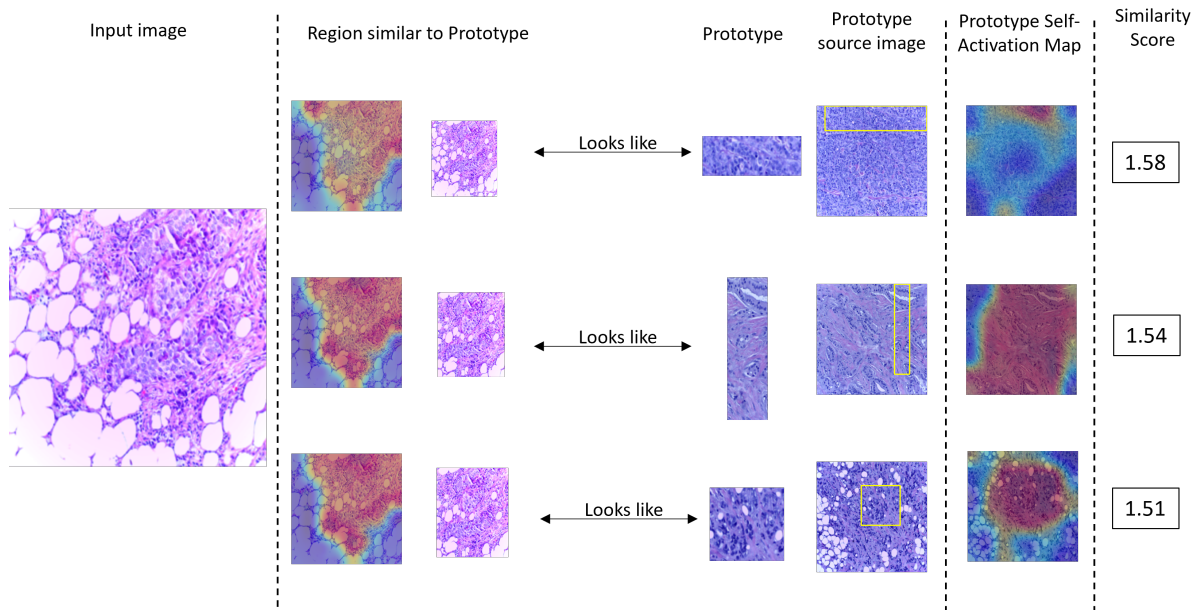 Input image
Region similar to Prototype
Prototype
Prototype
source image
Prototype Self-
Activation Map
Similarity
Score
Looks like
1.58
Looks like
1.54
Looks like
1.51